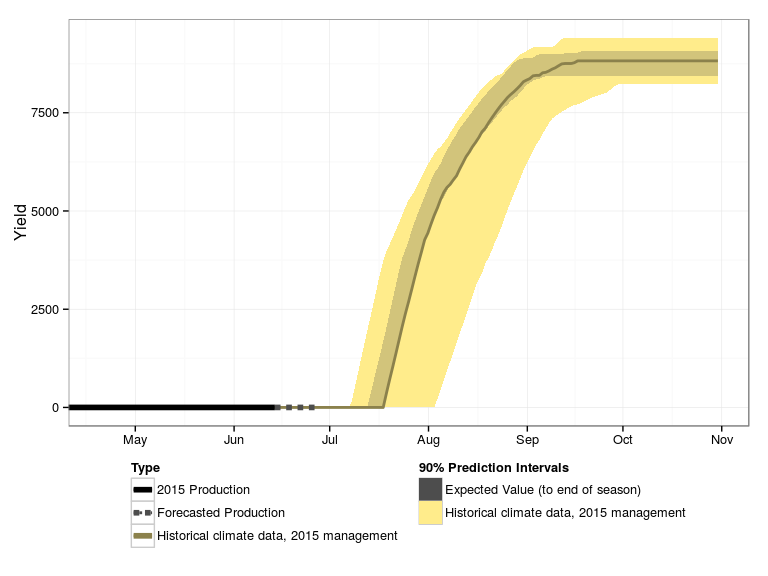 7500
5000
2500
0
Yield
May Jun Jul Aug Sep Oct Nov
Type
2015 Production
Forecasted Production
Historical climate data, 2015 management
90% Prediction Intervals
Expected Value (to end of season)
Historical climate data, 2015 management